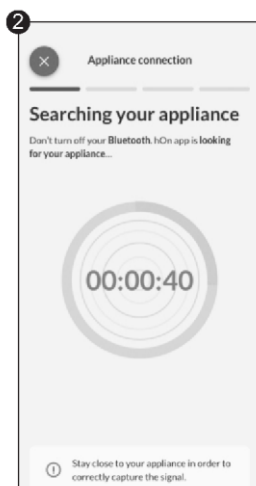 2
Appliance connection
Searching your appliance
Don't turn off your Bluetooth. hOn app is looking
for your appliance...
00:00:40
Stay close to your appliance in order to
correctly capture the signal.